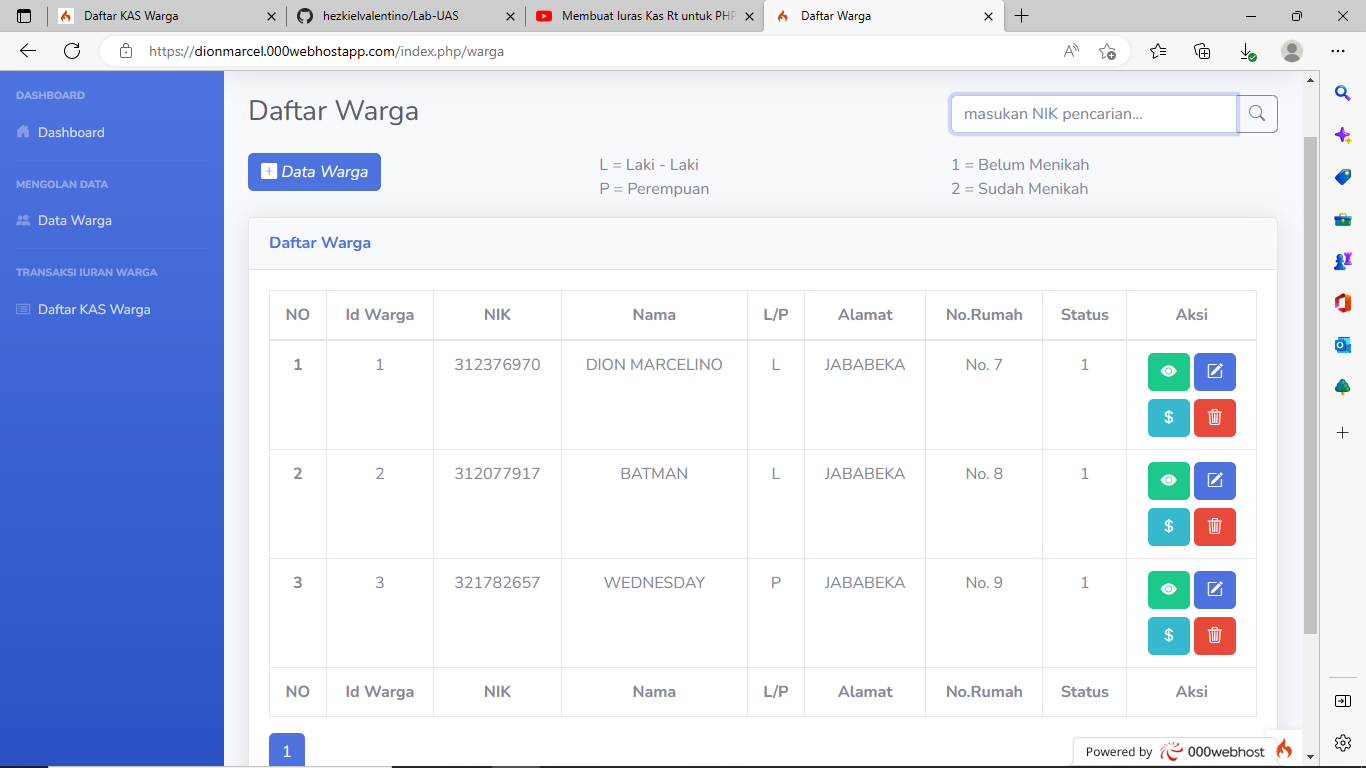 Daftar KAS Warga
hezkielvalentino/Lab-UAS
Membuat Iuras Kas Rt untuk PHP
Daftar Warga
https://dionmarcel.000webhostapp.com/index.php/warga
DASHBOARD
Dashboard
MENGOLAN DATA
Data Warga
TRANSAKSI IURAN WARGA
Daftar KAS Warga
Daftar Warga
masukan NIK pencarian...
Data Warga
L = Laki - Laki
P = Perempuan
1 = Belum Menikah
2 = Sudah Menikah
Daftar Warga
NO Id Warga NIK Nama L/P Alamat No.Rumah Status Aksi
1 1 312376970 DION MARCELINO L JABABEKA No. 7 1
$
2 2 312077917 BATMAN L JABABEKA No. 8 1
$
3 3 321782657 WEDNESDAY P JABABEKA No. 9 1
$
NO Id Warga NIK Nama L/P Alamat No.Rumah Status Aksi
1
Powered by 000webhost